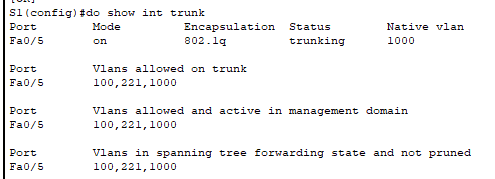 S1(config)#do show int trunk
Port        Mode         Encapsulation  Status        Native vlan
Fa0/5       on           802.1q         trunking      1000
Port        Vlans allowed on trunk
Fa0/5       100,221,1000
Port        Vlans allowed and active in management domain
Fa0/5       100,221,1000
Port        Vlans in spanning tree forwarding state and not pruned
Fa0/5       100,221,1000